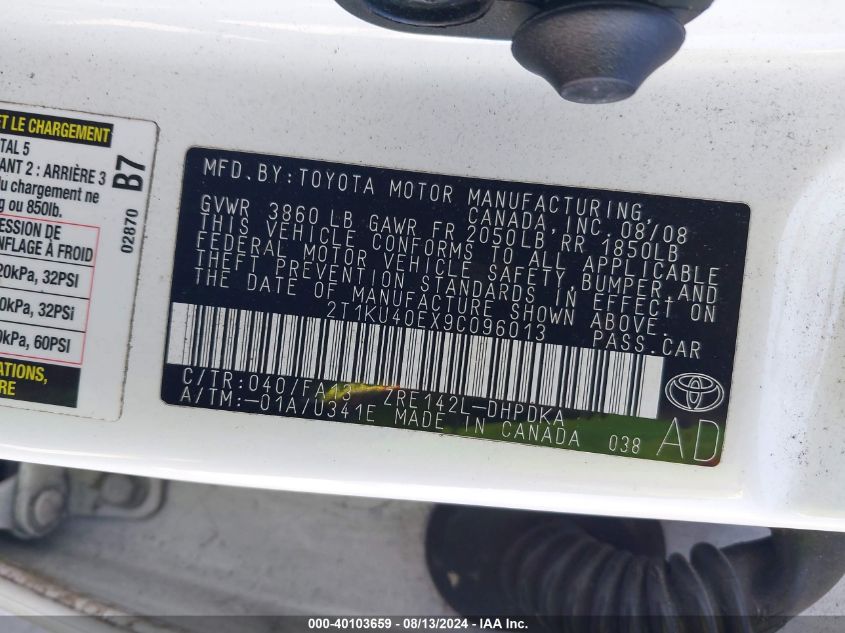 ET LE CHARGEMENT
TAL 5
ANT 2 : ARRIÈRE 3
du chargement ne
g ou 850lb.
ESSION DE
NFLAGE À FROID
20kPa, 32PSI
0kPa, 32PSI
0kPa, 60PSI
ATIONS,
E
B7
02870
MFD.BY:TOYOTA MOTOR MANUFACTURING,
CANADA, INC. 08/08
GVWR 3860 LB GAWR FR 2050LB RR 1850LB
THIS VEHICLE CONFORMS TO ALL APPLICABLE
FEDERAL MOTOR VEHICLE SAFETY, BUMPER, AND
THEFT PREVENTION STANDARDS IN EFFECT ON
THE DATE OF MANUFACTURE SHOWN ABOVE.
2T1KU40EX9C096013 PASS.CAR
C/TR:040/FA13 ZRE142L-DHPDKA
A/TM:-01A/U341E MADE IN CANADA 038 AD
000-40103659 - 08/13/2024 - IAA Inc.